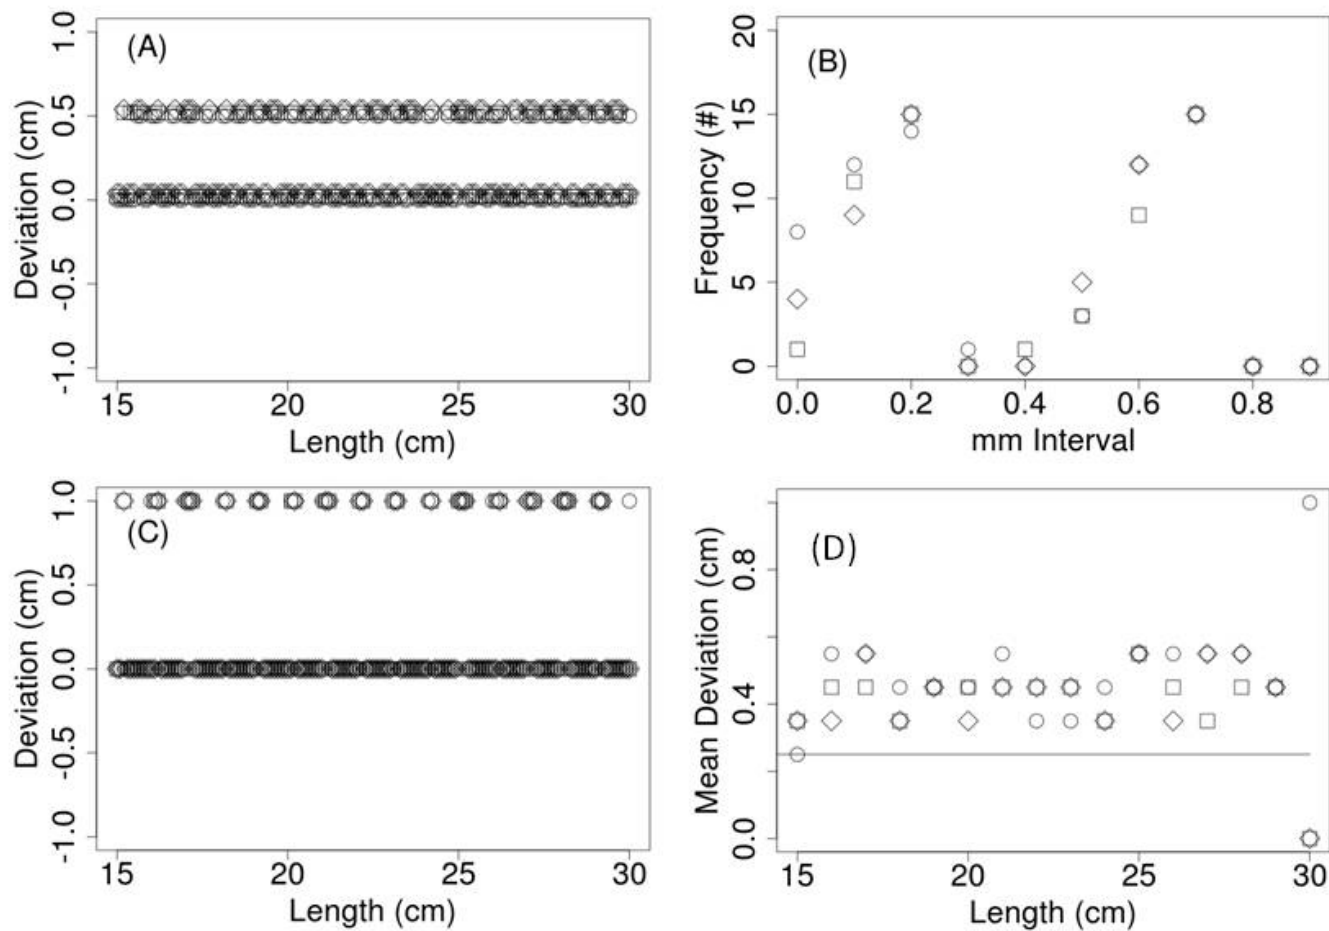 (A)
Deviation (cm)
1.0
0.5
0.0
-0.5
-1.0
15 20 25 30
Length (cm)
(B)
Frequency (#)
20
15
10
5
0
0.0 0.2 0.4 0.6 0.8
mm Interval
(C)
Deviation (cm)
1.0
0.5
0.0
-0.5
-1.0
15 20 25 30
Length (cm)
(D)
Mean Deviation (cm)
0.8
0.4
0.0
15 20 25 30
Length (cm)